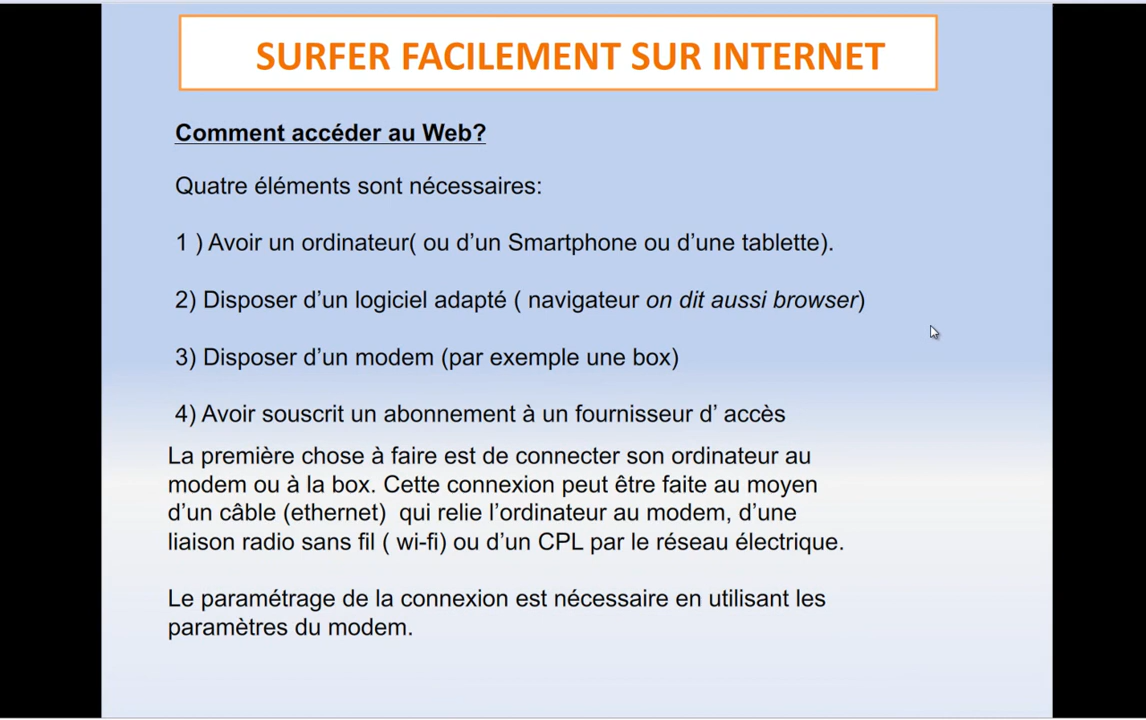 SURFER FACILEMENT SUR INTERNET
Comment accéder au Web?
Quatre éléments sont nécessaires:
1 ) Avoir un ordinateur( ou d’un Smartphone ou d’une tablette).
2) Disposer d’un logiciel adapté ( navigateur on dit aussi browser)
3) Disposer d’un modem (par exemple une box)
4) Avoir souscrit un abonnement à un fournisseur d’ accès
La première chose à faire est de connecter son ordinateur au
modem ou à la box. Cette connexion peut être faite au moyen
d’un câble (ethernet)  qui relie l’ordinateur au modem, d’une
liaison radio sans fil ( wi-fi) ou d’un CPL par le réseau électrique.
Le paramétrage de la connexion est nécessaire en utilisant les
paramètres du modem.